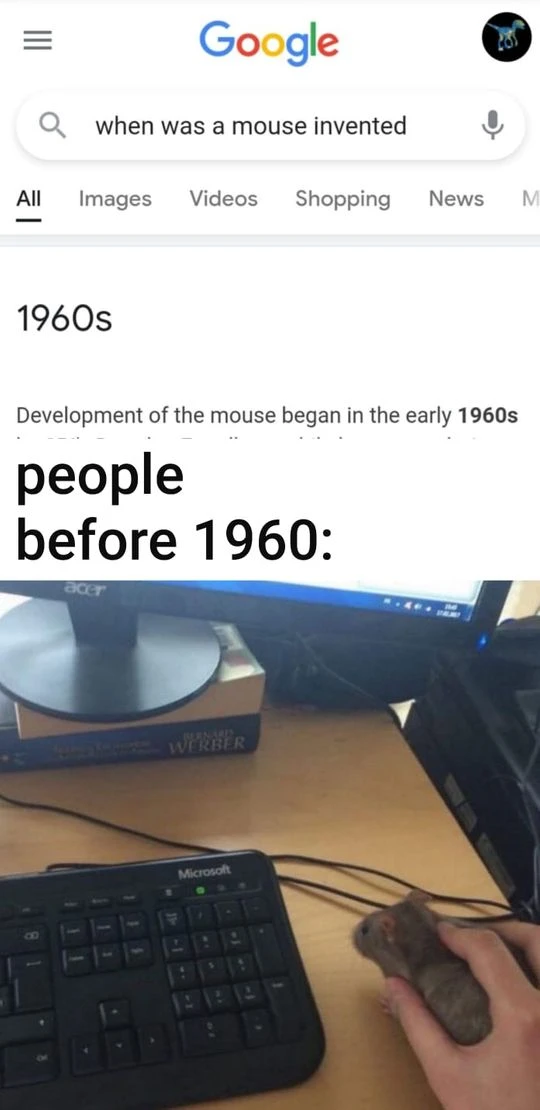 Google
when was a mouse invented
All Images Videos Shopping News M
1960s
Development of the mouse began in the early 1960s
people
before 1960:
acer
BERNARD
WERBER
Microsoft